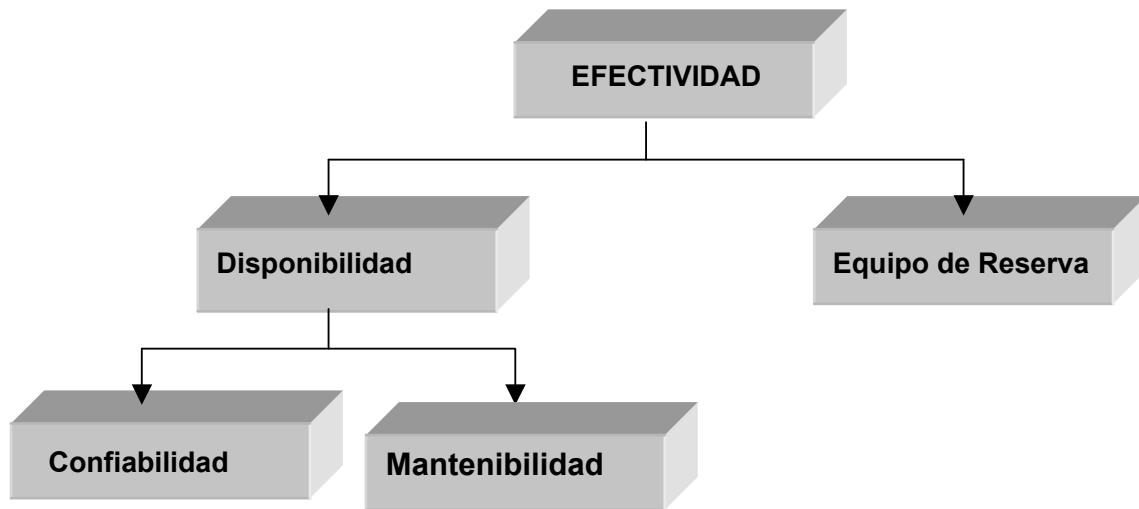 EFECTIVIDAD
Disponibilidad
Equipo de Reserva
Confiabilidad
Mantenibilidad